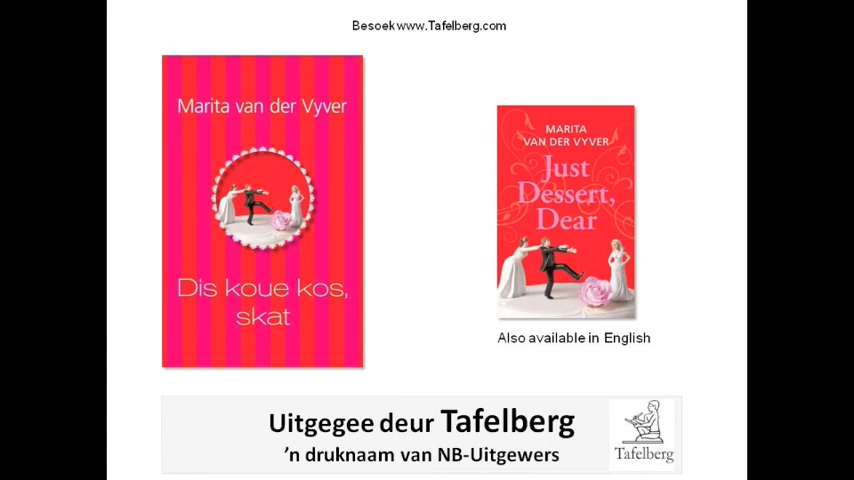 Besoek www.Tafelberg.com
Marita van der Vyver
Dis koue kos,
skat
MARITA
VAN DER VYVER
Just
Dessert,
Dear
Also available in English
Uitgegee deur Tafelberg
’n druknaam van NB-Uitgewers
Tafelberg